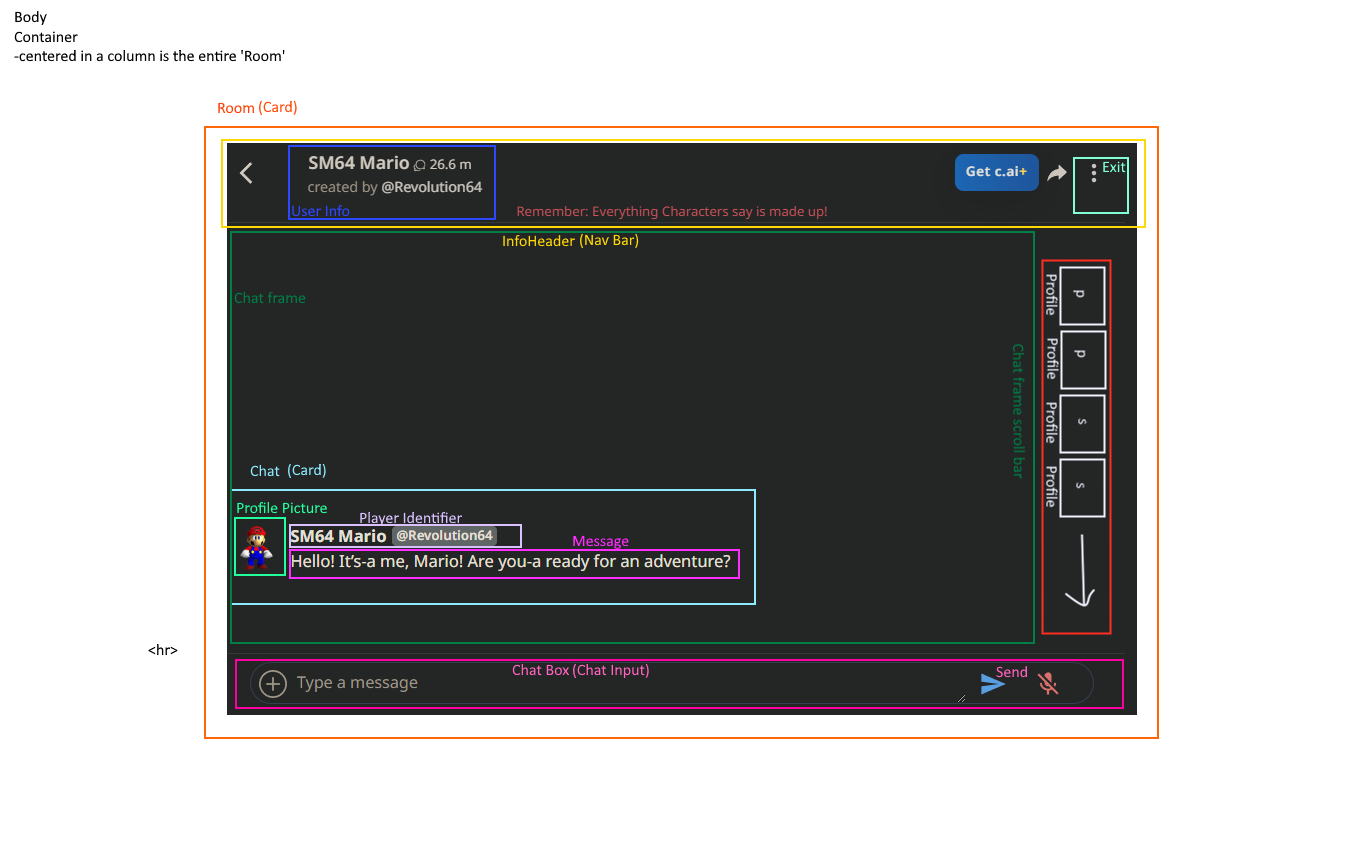 Body
Container
-centered in a column is the entire 'Room'
Room (Card)
SM64 Mario 26.6 m
created by @Revolution64
User Info
Remember: Everything Characters say is made up!
Get c.ai+
Exit
InfoHeader (Nav Bar)
Chat frame
Chat frame scroll bar
Profile
p
Profile
p
Profile
s
Profile
s
Chat (Card)
Profile Picture
Player Identifier
SM64 Mario @Revolution64
Message
Hello! It’s-a me, Mario! Are you-a ready for an adventure?
<hr>
Chat Box (Chat Input)
Type a message
Send